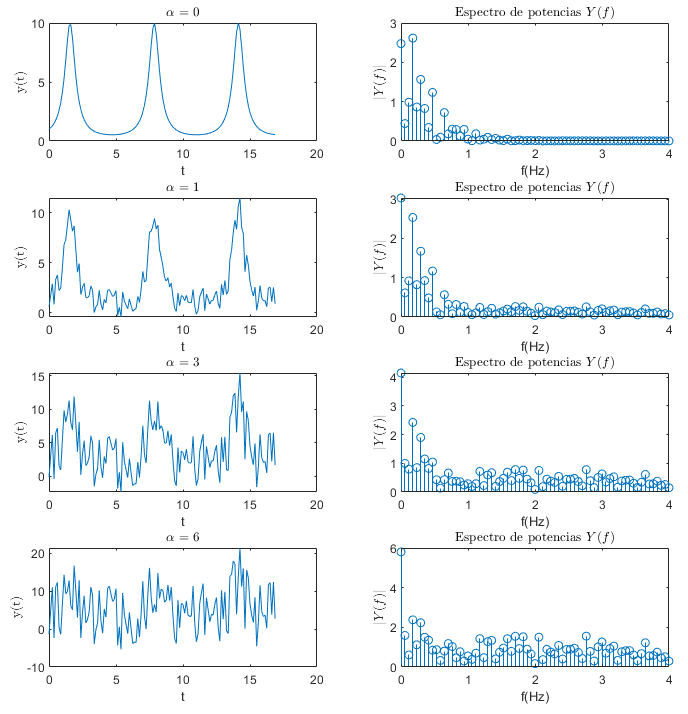 α = 0
Espectro de potencias Y(f)
10
5
0
y(t)
0 5 10 15 20
t
3
2
1
0
|Y(f)|
0 1 2 3 4
f(Hz)
α = 1
Espectro de potencias Y(f)
10
5
0
y(t)
0 5 10 15 20
t
3
2
1
0
|Y(f)|
0 1 2 3 4
f(Hz)
α = 3
Espectro de potencias Y(f)
15
10
5
0
y(t)
0 5 10 15 20
t
4
3
2
1
0
|Y(f)|
0 1 2 3 4
f(Hz)
α = 6
Espectro de potencias Y(f)
20
10
0
-10
y(t)
0 5 10 15 20
t
6
4
2
0
|Y(f)|
0 1 2 3 4
f(Hz)